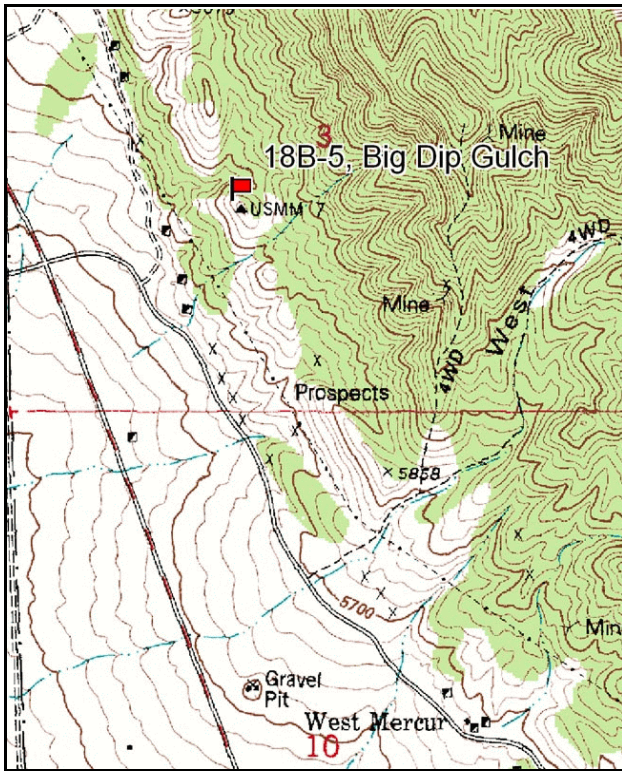 3
Mine
18B-5, Big Dip Gulch
USMM 7
4WD
West
Mine
4WD
Prospects
5858
5700
Min
Gravel
Pit
West Mercur
10